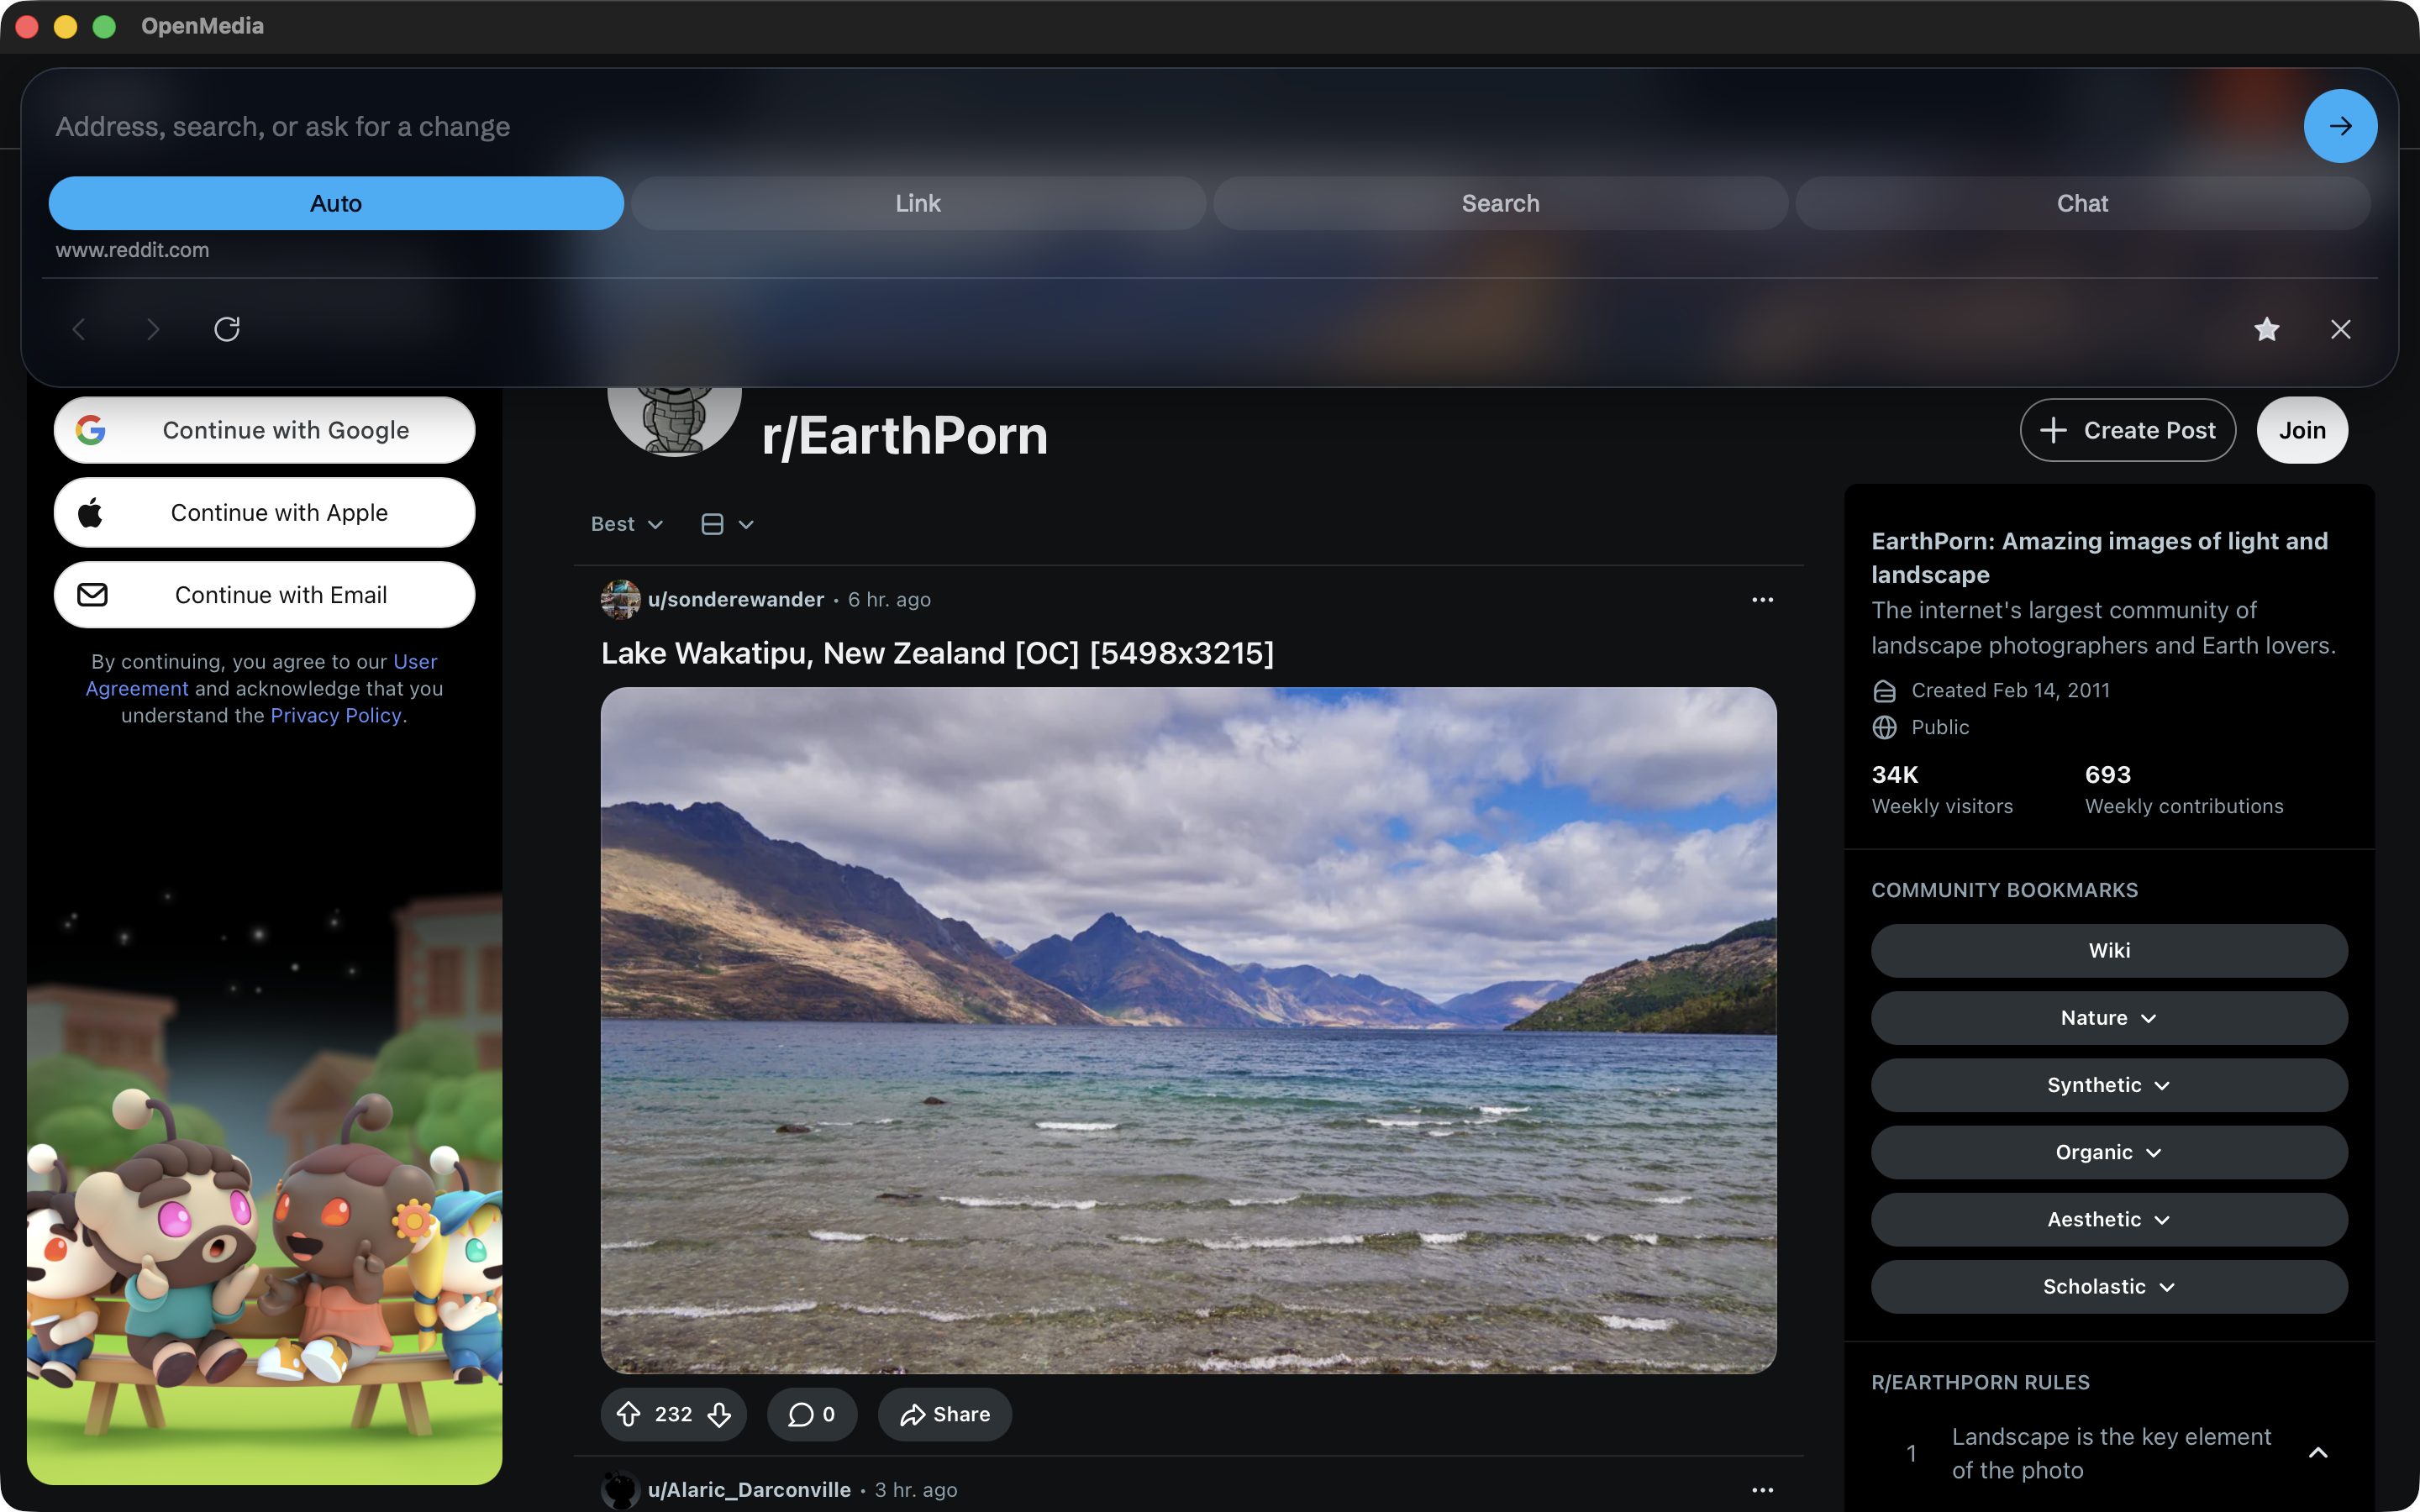 OpenMedia
Address, search, or ask for a change
Auto
Link
Search
Chat
www.reddit.com
Continue with Google
Continue with Apple
Continue with Email
By continuing, you agree to our User
Agreement and acknowledge that you
understand the Privacy Policy.
r/EarthPorn
Create Post
Join
Best
u/sonderewander • 6 hr. ago
Lake Wakatipu, New Zealand [OC] [5498x3215]
232
0
Share
u/Alaric_Darconville • 3 hr. ago
EarthPorn: Amazing images of light and
landscape
The internet's largest community of
landscape photographers and Earth lovers.
Created Feb 14, 2011
Public
34K
Weekly visitors
693
Weekly contributions
COMMUNITY BOOKMARKS
Wiki
Nature
Synthetic
Organic
Aesthetic
Scholastic
R/EARTHPORN RULES
1
Landscape is the key element
of the photo